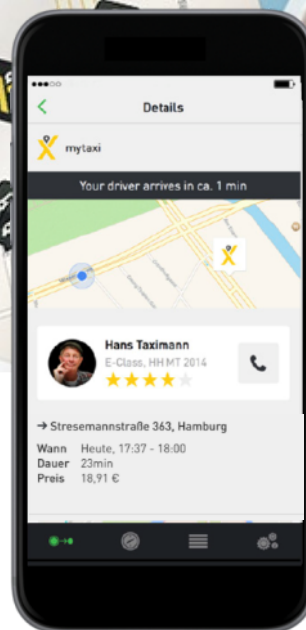 Details
mytaxi
Your driver arrives in ca. 1 min
Hans Taximann
E-Class, HH MT 2014
→ Stresemannstraße 363, Hamburg
Wann Heute, 17:37 - 18:00
Dauer 23min
Preis 18,91 €